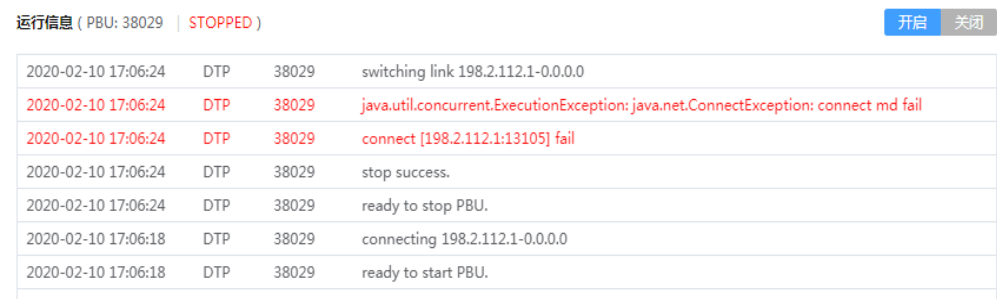 运行信息 ( PBU: 38029 | STOPPED ) 开启 关闭
2020-02-10 17:06:24 DTP 38029 switching link 198.2.112.1-0.0.0.0
2020-02-10 17:06:24 DTP 38029 java.util.concurrent.ExecutionException: java.net.ConnectException: connect md fail
2020-02-10 17:06:24 DTP 38029 connect [198.2.112.1:13105] fail
2020-02-10 17:06:24 DTP 38029 stop success.
2020-02-10 17:06:24 DTP 38029 ready to stop PBU.
2020-02-10 17:06:18 DTP 38029 connecting 198.2.112.1-0.0.0.0
2020-02-10 17:06:18 DTP 38029 ready to start PBU.